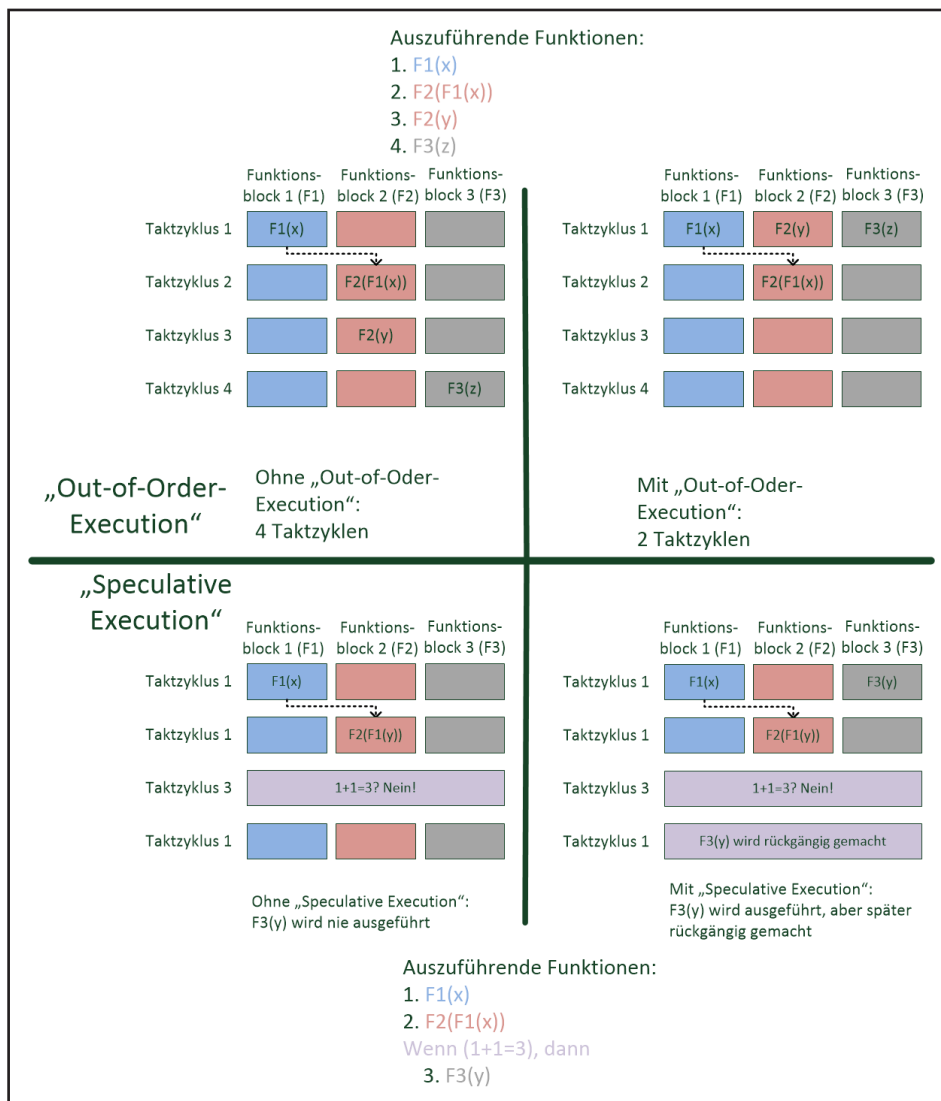 Auszuführende Funktionen:
1. F1(x)
2. F2(F1(x))
3. F2(y)
4. F3(z)
Funktions-
block 1 (F1)
Funktions-
block 2 (F2)
Funktions-
block 3 (F3)
Taktzyklus 1
F1(x)
Taktzyklus 2
F2(F1(x))
Taktzyklus 3
F2(y)
Taktzyklus 4
F3(z)
Funktions-
block 1 (F1)
Funktions-
block 2 (F2)
Funktions-
block 3 (F3)
Taktzyklus 1
F1(x)
F2(y)
F3(z)
Taktzyklus 2
F2(F1(x))
Taktzyklus 3
Taktzyklus 4
„Out-of-Order-
Execution“
Ohne „Out-of-Oder-
Execution“:
4 Taktzyklen
Mit „Out-of-Oder-
Execution“:
2 Taktzyklen
„Speculative
Execution“
Funktions-
block 1 (F1)
Funktions-
block 2 (F2)
Funktions-
block 3 (F3)
Taktzyklus 1
F1(x)
Taktzyklus 1
F2(F1(y))
Taktzyklus 3
1+1=3? Nein!
Taktzyklus 1
Ohne „Speculative Execution“:
F3(y) wird nie ausgeführt
Funktions-
block 1 (F1)
Funktions-
block 2 (F2)
Funktions-
block 3 (F3)
Taktzyklus 1
F1(x)
F3(y)
Taktzyklus 1
F2(F1(y))
Taktzyklus 3
1+1=3? Nein!
Taktzyklus 1
F3(y) wird rückgängig gemacht
Mit „Speculative Execution“:
F3(y) wird ausgeführt, aber später
rückgängig gemacht
Auszuführende Funktionen:
1. F1(x)
2. F2(F1(x))
Wenn (1+1=3), dann
3. F3(y)